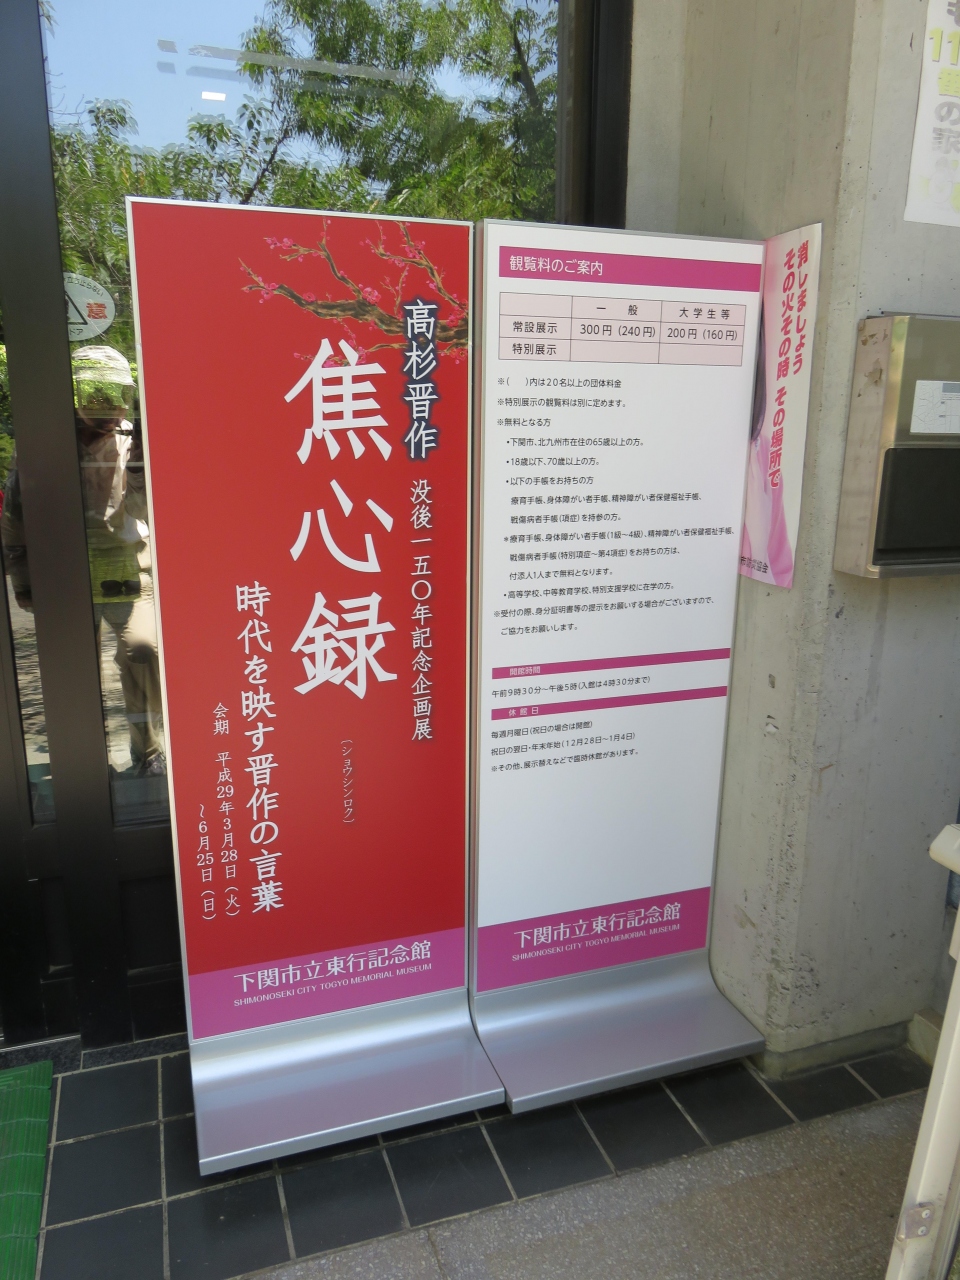 高杉晋作 没後一五〇年記念企画展
焦心録
(ショウシンロク)
時代を映す晋作の言葉
会期 平成29年3月28日(火)
~6月25日(日)
下関市立東行記念館
SHIMONOSEKI CITY TOGYO MEMORIAL MUSEUM
観覧料のご案内
一般 大学生等
常設展示 300円(240円) 200円(160円)
特別展示
※( )内は20名以上の団体料金
※特別展示の観覧料は別に定めます。
※無料となる方
・下関市、北九州市在住の65歳以上の方。
・18歳以下、70歳以上の方。
・以下の手帳をお持ちの方
療育手帳、身体障がい者手帳、精神障がい者保健福祉手帳、
戦傷病者手帳(項症)を持参の方。
*療育手帳、身体障がい者手帳(1級~4級)、精神障がい者保健福祉手帳、
戦傷病者手帳(特別項症~第4項症)をお持ちの方は、
付添人1人まで無料となります。
・高等学校、中等教育学校、特別支援学校に在学の方。
※受付の際、身分証明書等の提示をお願いする場合がございますので、
ご協力をお願いします。
開館時間
午前9時30分~午後5時(入館は4時30分まで)
休館日
毎週月曜日(祝日の場合は開館)
祝日の翌日・年末年始(12月28日~1月4日)
※その他、展示替えなどで臨時休館があります。
下関市立東行記念館
SHIMONOSEKI CITY TOGYO MEMORIAL MUSEUM
消しましょう
その火その時 その場所で
協会
意
ドア
11
の